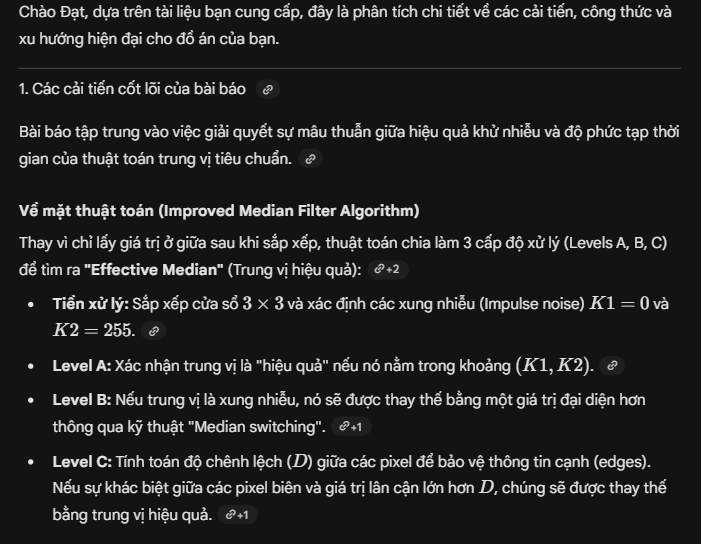 Chào Đạt, dựa trên tài liệu bạn cung cấp, đây là phân tích chi tiết về các cải tiến, công thức và
xu hướng hiện đại cho đồ án của bạn.
1. Các cải tiến cốt lõi của bài báo
Bài báo tập trung vào việc giải quyết sự mâu thuẫn giữa hiệu quả khử nhiễu và độ phức tạp thời
gian của thuật toán trung vị tiêu chuẩn.
Về mặt thuật toán (Improved Median Filter Algorithm)
Thay vì chỉ lấy giá trị ở giữa sau khi sắp xếp, thuật toán chia làm 3 cấp độ xử lý (Levels A, B, C)
để tìm ra "Effective Median" (Trung vị hiệu quả): +2
• Tiền xử lý: Sắp xếp cửa sổ 3 × 3 và xác định các xung nhiễu (Impulse noise) K1 = 0 và
K2 = 255.
• Level A: Xác nhận trung vị là "hiệu quả" nếu nó nằm trong khoảng (K1, K2).
• Level B: Nếu trung vị là xung nhiễu, nó sẽ được thay thế bằng một giá trị đại diện hơn
thông qua kỹ thuật "Median switching". +1
• Level C: Tính toán độ chênh lệch (D) giữa các pixel để bảo vệ thông tin cạnh (edges).
Nếu sự khác biệt giữa các pixel biên và giá trị lân cận lớn hơn D, chúng sẽ được thay thế
bằng trung vị hiệu quả. +1